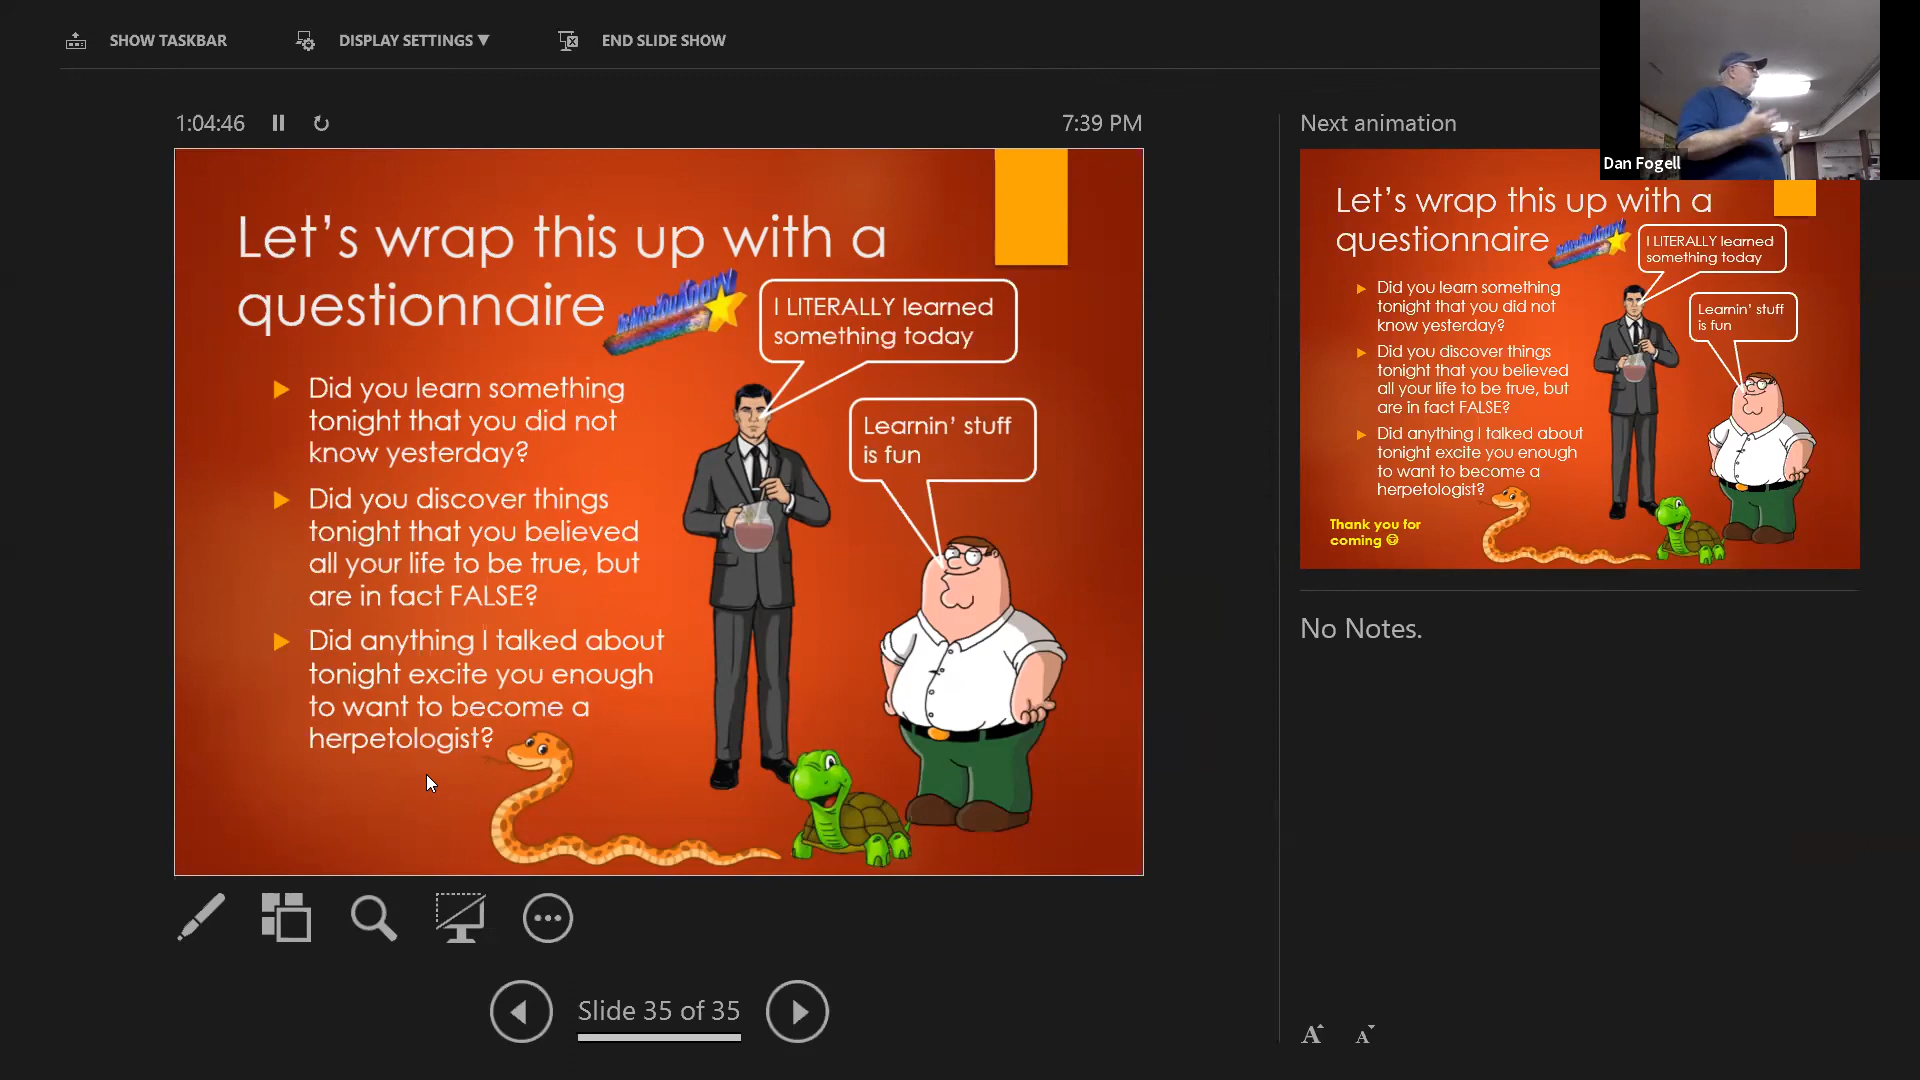 SHOW TASKBAR
DISPLAY SETTINGS ▼
END SLIDE SHOW
1:04:46
7:39 PM
Let's wrap this up with a
questionnaire
I LITERALLY learned
something today
Learnin' stuff
is fun
Did you learn something
tonight that you did not
know yesterday?
Did you discover things
tonight that you believed
all your life to be true, but
are in fact FALSE?
Did anything I talked about
tonight excite you enough
to want to become a
herpetologist?
Slide 35 of 35
Next animation
Dan Fogell
Let's wrap this up with a
questionnaire
I LITERALLY learned
something today
Learnin' stuff
is fun
Did you learn something
tonight that you did not
know yesterday?
Did you discover things
tonight that you believed
all your life to be true, but
are in fact FALSE?
Did anything I talked about
tonight excite you enough
to want to become a
herpetologist?
Thank you for
coming ☺
No Notes.
A A